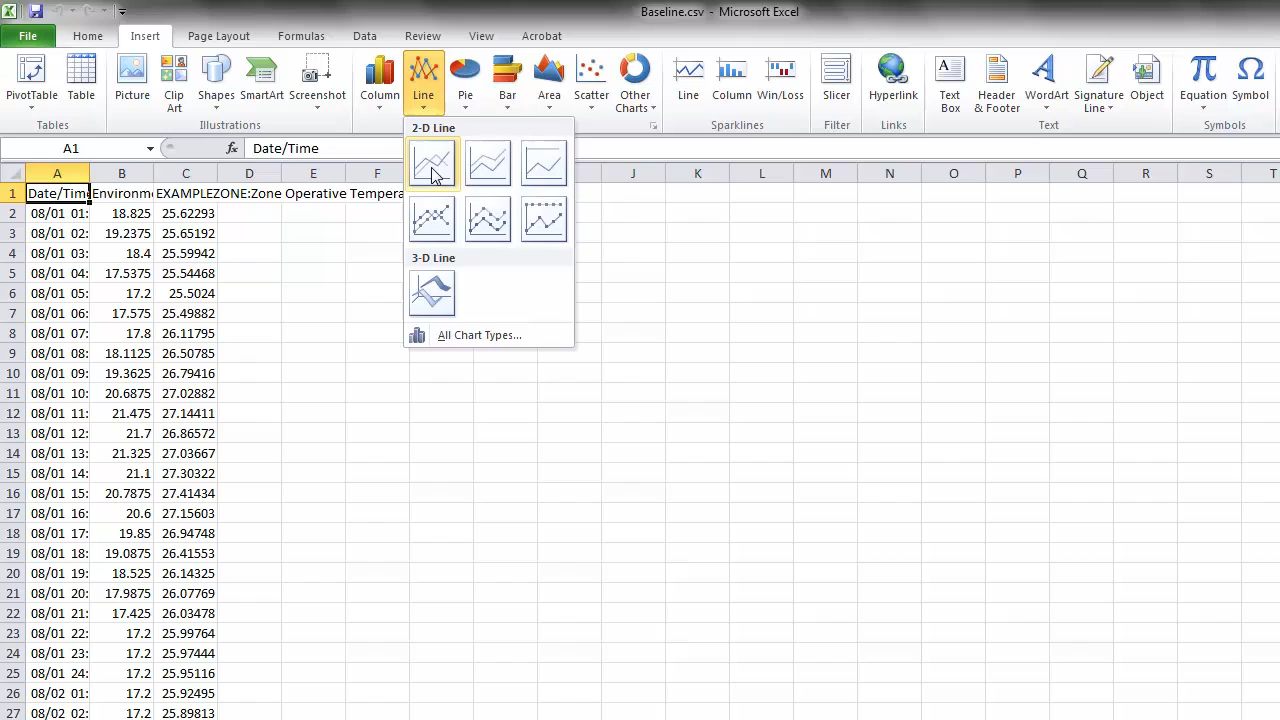 Baseline.csv - Microsoft Excel
File Home Insert Page Layout Formulas Data Review View Acrobat
PivotTable Table Picture Clip Art Shapes SmartArt Screenshot Column Line Pie Bar Area Scatter Other Charts Line Column Win/Loss Slicer Hyperlink Text Box Header & Footer WordArt Signature Line Object Equation Symbol
Tables Illustrations Sparklines Filter Links Text Symbols
2-D Line
3-D Line
All Chart Types...
A1 fx Date/Time
A B C D E F J K L M N O P Q R S T
1 Date/Time Environme EXAMPLEZONE:Zone Operative Tempera
2 08/01 01: 18.825 25.62293
3 08/01 02: 19.2375 25.65192
4 08/01 03: 18.4 25.59942
5 08/01 04: 17.5375 25.54468
6 08/01 05: 17.2 25.5024
7 08/01 06: 17.575 25.49882
8 08/01 07: 17.8 26.11795
9 08/01 08: 18.1125 26.50785
10 08/01 09: 19.3625 26.79416
11 08/01 10: 20.6875 27.02882
12 08/01 11: 21.475 27.14411
13 08/01 12: 21.7 26.86572
14 08/01 13: 21.325 27.03667
15 08/01 14: 21.1 27.30322
16 08/01 15: 20.7875 27.41434
17 08/01 16: 20.6 27.15603
18 08/01 17: 19.85 26.94748
19 08/01 18: 19.0875 26.41553
20 08/01 19: 18.525 26.14325
21 08/01 20: 17.9875 26.07769
22 08/01 21: 17.425 26.03478
23 08/01 22: 17.2 25.99764
24 08/01 23: 17.2 25.97444
25 08/01 24: 17.2 25.95116
26 08/02 01: 17.2 25.92495
27 08/02 02: 17.2 25.89813